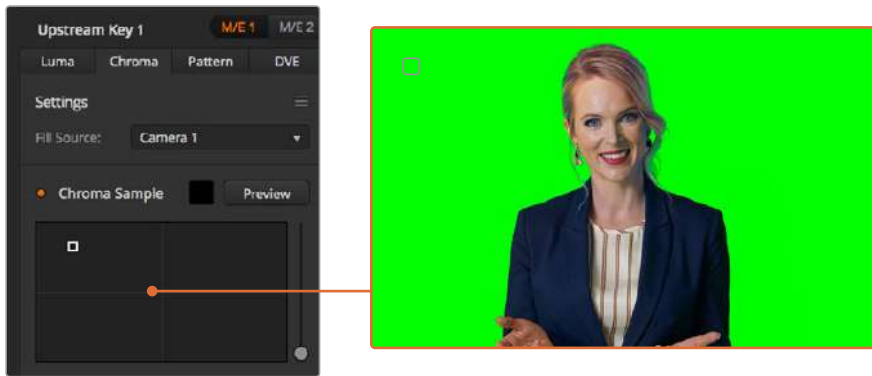 Upstream Key 1 M/E 1 M/E 2
Luma Chroma Pattern DVE
Settings
Fill Source: Camera 1
Chroma Sample Preview